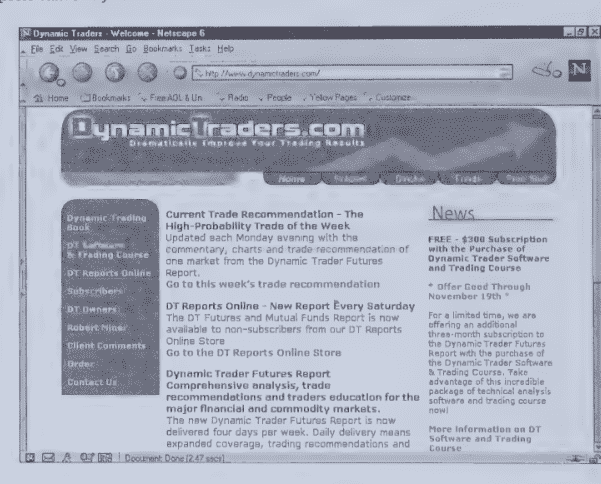 Dynamic Traders - Welcome - Netscape 6
File Edit View Search Go Bookmarks Tasks Help
http://www.dynamictraders.com/
Home Bookmarks Free AOL & Un Radio People Yellow Pages Customize
DynamicTraders.com
Dramatically Improve Your Trading Results
Home
Dynamic Trading
Book
DT Software
& Trading Course
DT Reports Online
Subscribers
DT Owners
Robert Miner
Client Comments
Order
Contact Us
Current Trade Recommendation - The
High-Probability Trade of the Week
Updated each Monday evening with the
commentary, charts and trade recommendation of
one market from the Dynamic Trader Futures
Report.
Go to this week's trade recommendation
DT Reports Online - New Report Every Saturday
The DT Futures and Mutual Funds Report is now
available to non-subscribers from our DT Reports
Online Store
Go to the DT Reports Online Store
Dynamic Trader Futures Report
Comprehensive analysis, trade
recommendations and traders education for the
major financial and commodity markets.
The new Dynamic Trader Futures Report is now
delivered four days per week. Daily delivery means
expanded coverage, trading recommendations and
News
FREE - $300 Subscription
with the Purchase of
Dynamic Trader Software
and Trading Course
* Offer Good Through
November 19th *
For a limited time, we are
offering an additional
three-month subscription to
the Dynamic Trader Futures
Report with the purchase of
the Dynamic Trader Software
& Trading Course. Take
advantage of this incredible
package of technical analysis
software and trading course
now!
More Information on DT
Software and Trading
Course
Document: Done (2.47 secs)